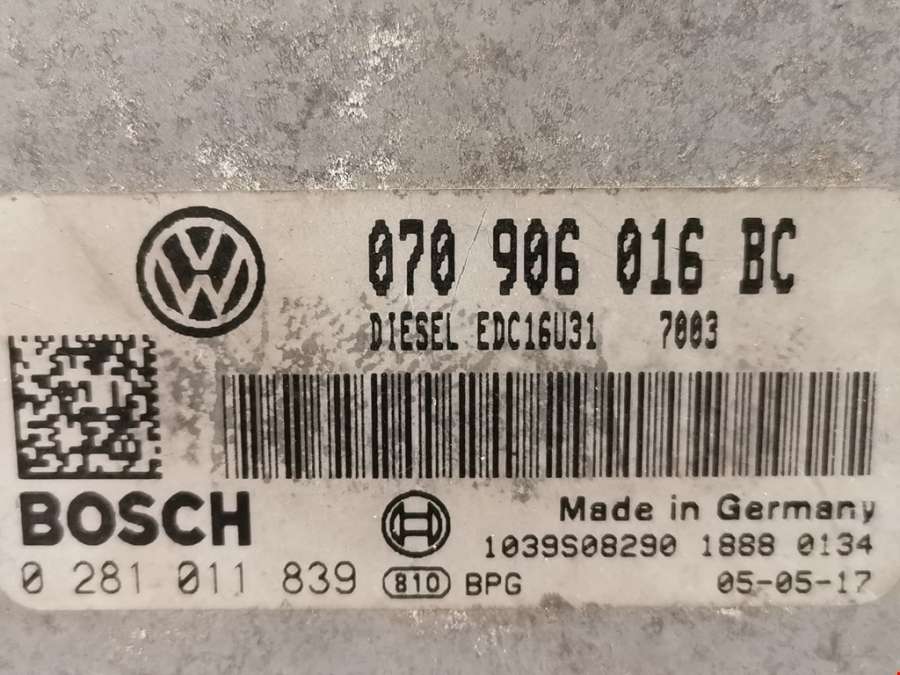 070 906 016 BC
DIESEL EDC16U31 7003
BOSCH
Made in Germany
1039S08290 1888 0134
0 281 011 839 810 BPG 05-05-17